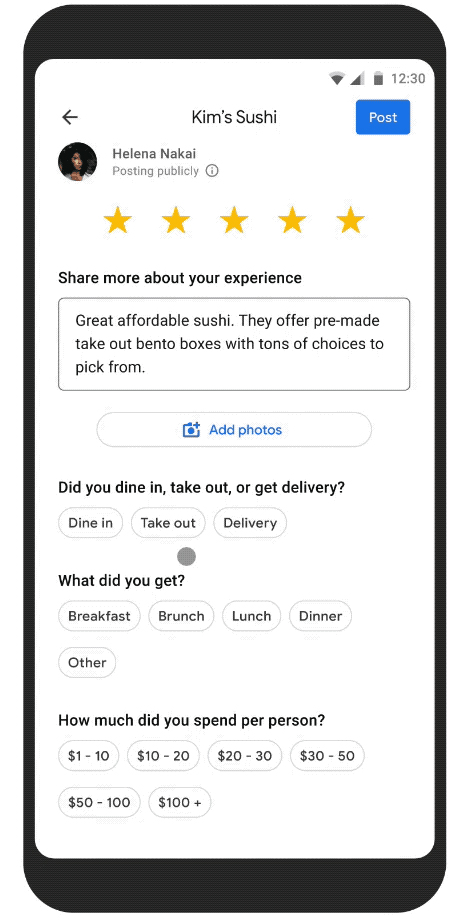 12:30
Kim's Sushi Post
Helena Nakai
Posting publicly
Share more about your experience
Great affordable sushi. They offer pre-made
take out bento boxes with tons of choices to
pick from.
Add photos
Did you dine in, take out, or get delivery?
Dine in Take out Delivery
What did you get?
Breakfast Brunch Lunch Dinner
Other
How much did you spend per person?
$1 - 10 $10 - 20 $20 - 30 $30 - 50
$50 - 100 $100 +